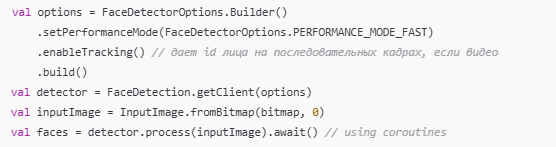 val options = FaceDetectorOptions.Builder()
.setPerformanceMode(FaceDetectorOptions.PERFORMANCE_MODE_FAST)
.enableTracking() // дает id лица на последовательных кадрах, если видео
.build()
val detector = FaceDetection.getClient(options)
val inputImage = InputImage.fromBitmap(bitmap, 0)
val faces = detector.process(inputImage).await() // using coroutines